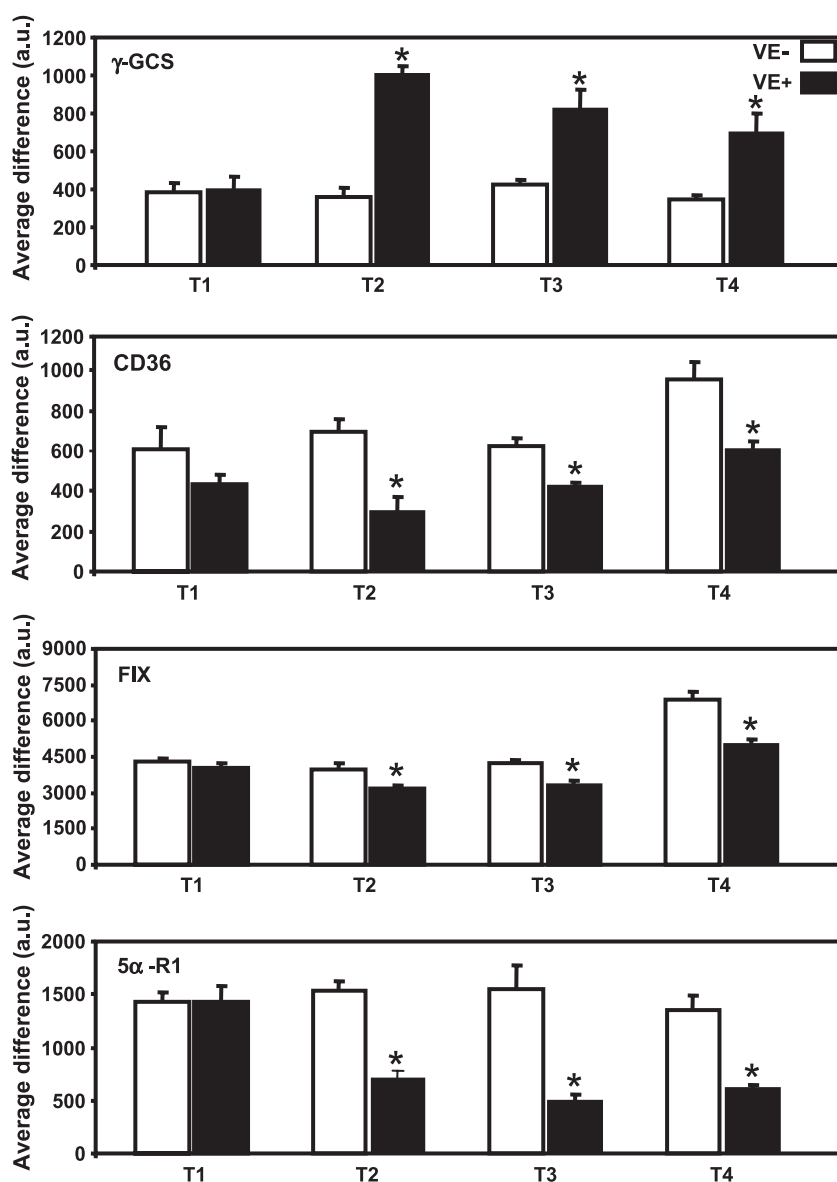 Average difference (a.u.)
1200
1000
800
600
400
200
0
γ-GCS
VE-
VE+
*
*
*
T1 T2 T3 T4
Average difference (a.u.)
1200
1000
800
600
400
200
0
CD36
*
*
*
T1 T2 T3 T4
Average difference (a.u.)
9000
7500
6000
4500
3000
1500
0
FIX
*
*
*
T1 T2 T3 T4
Average difference (a.u.)
2000
1500
1000
500
0
5α -R1
*
*
*
T1 T2 T3 T4